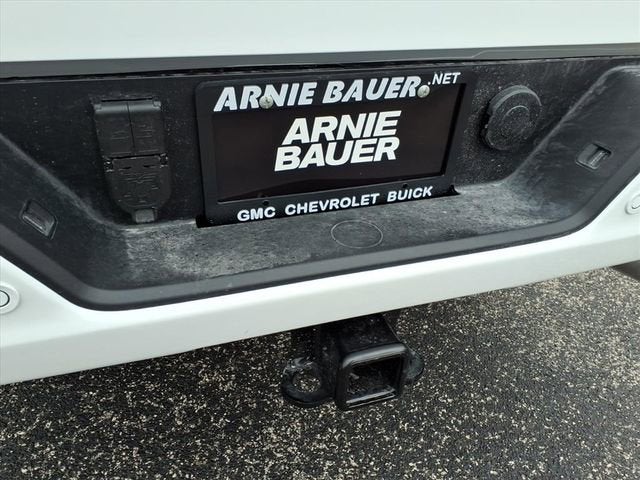 ARNIE BAUER.NET
ARNIE
BAUER
GMC CHEVROLET BUICK